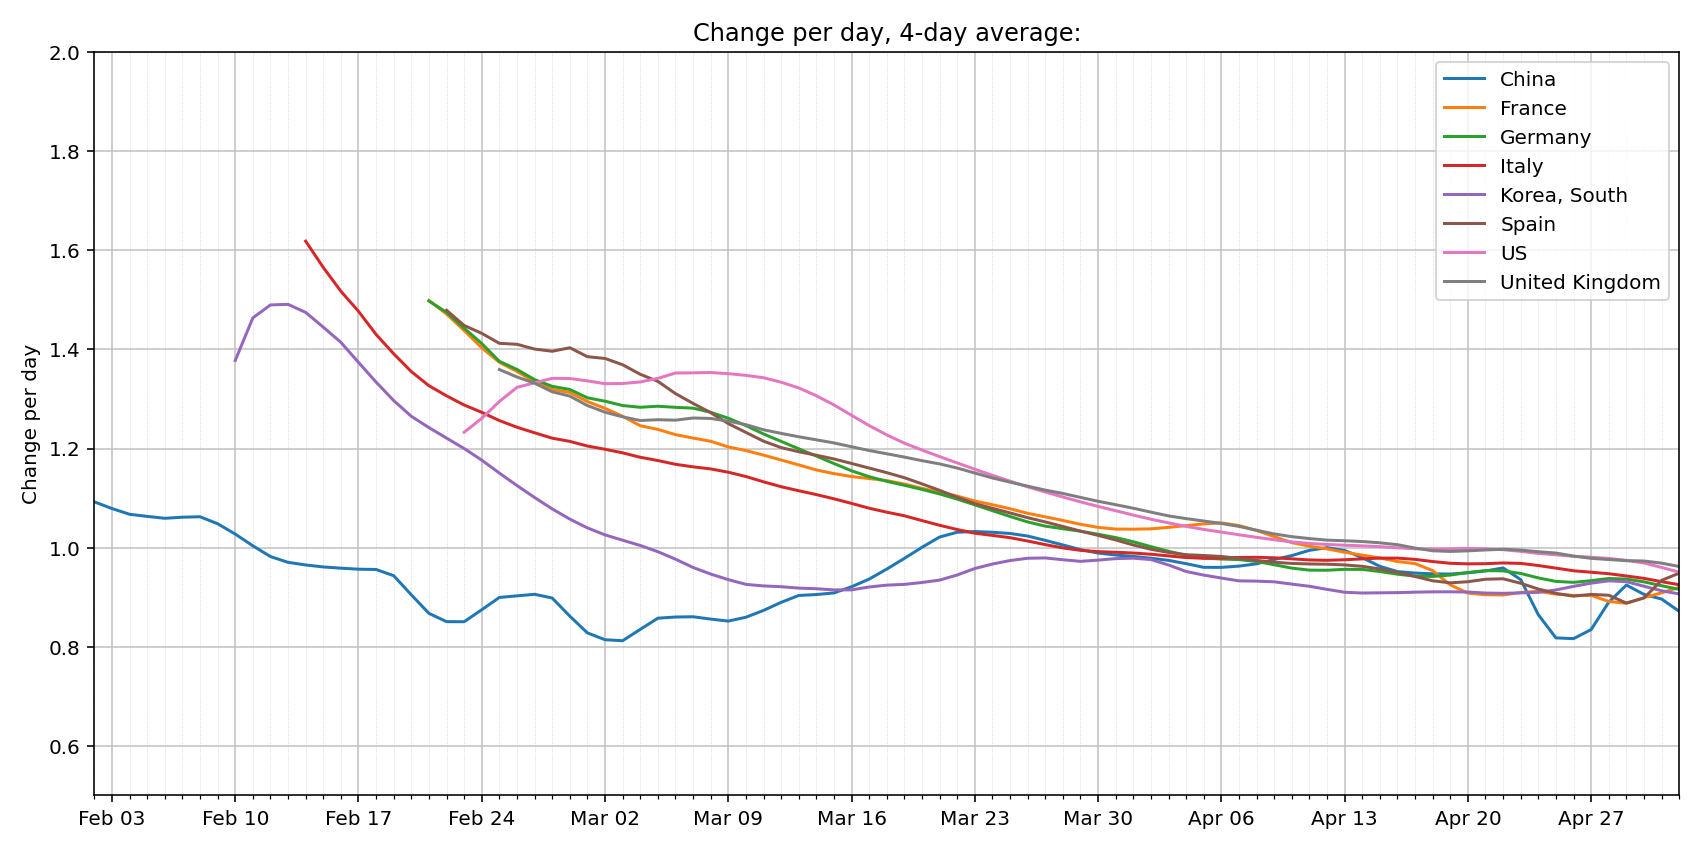 Change per day, 4-day average:
2.0
1.8
1.6
1.4
1.2
1.0
0.8
0.6
Change per day
China
France
Germany
Italy
Korea, South
Spain
US
United Kingdom
Feb 03 Feb 10 Feb 17 Feb 24 Mar 02 Mar 09 Mar 16 Mar 23 Mar 30 Apr 06 Apr 13 Apr 20 Apr 27